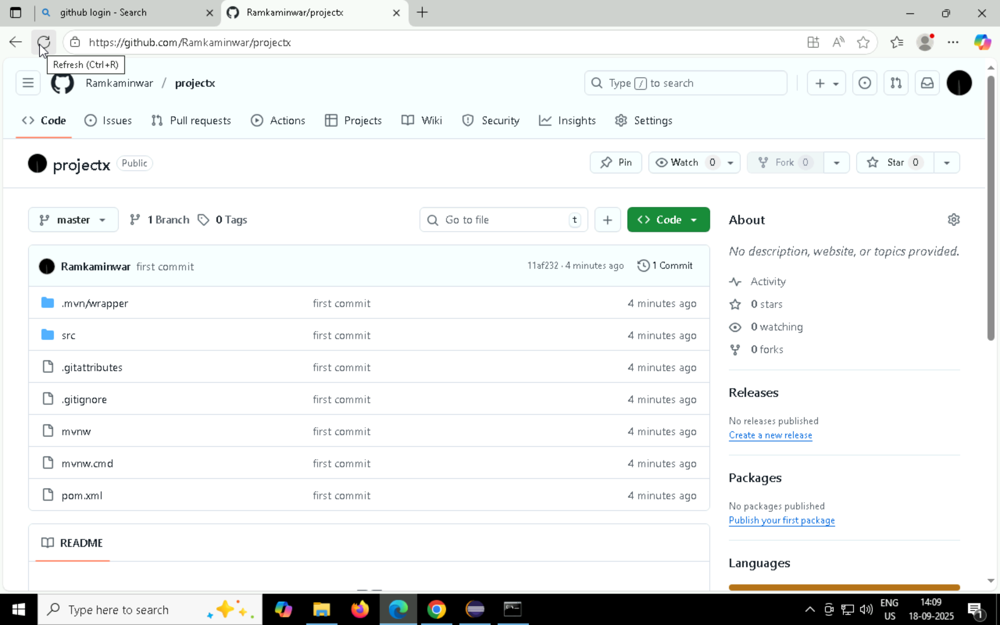 github login - Search
Ramkaminwar/projectx
https://github.com/Ramkaminwar/projectx
Refresh (Ctrl+R)
Ramkaminwar / projectx
Type / to search
Code
Issues
Pull requests
Actions
Projects
Wiki
Security
Insights
Settings
projectx
Public
Pin
Watch 0
Fork 0
Star 0
master
1 Branch
0 Tags
Go to file
t
Code
Ramkaminwar first commit
11af232 · 4 minutes ago
1 Commit
.mvn/wrapper first commit 4 minutes ago
src first commit 4 minutes ago
.gitattributes first commit 4 minutes ago
.gitignore first commit 4 minutes ago
mvnw first commit 4 minutes ago
mvnw.cmd first commit 4 minutes ago
pom.xml first commit 4 minutes ago
README
About
No description, website, or topics provided.
Activity
0 stars
0 watching
0 forks
Releases
No releases published
Create a new release
Packages
No packages published
Publish your first package
Languages
Type here to search
ENG
US
14:09
18-09-2025
1